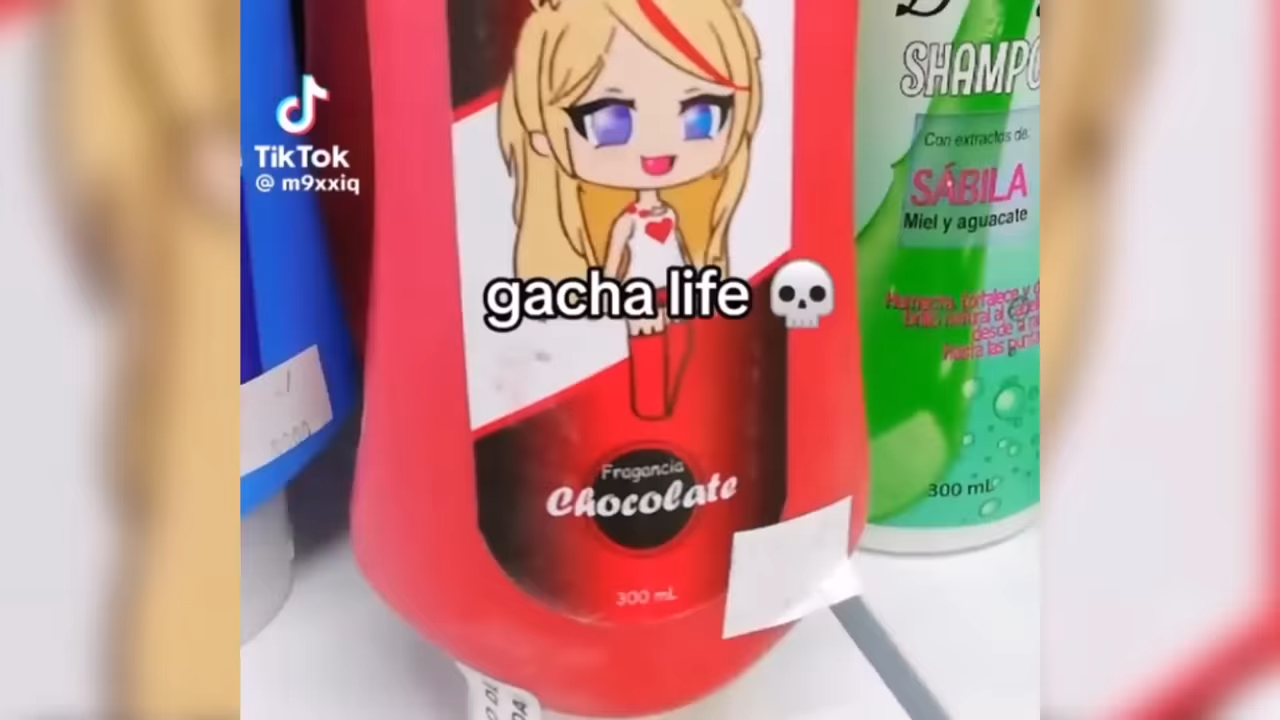 TikTok
@ m9xxiq
gacha life 💀
Fragancia
Chocolate
300 mL
SHAMPO
Con extractos de:
SÁBILA
Miel y aguacate
300 mL